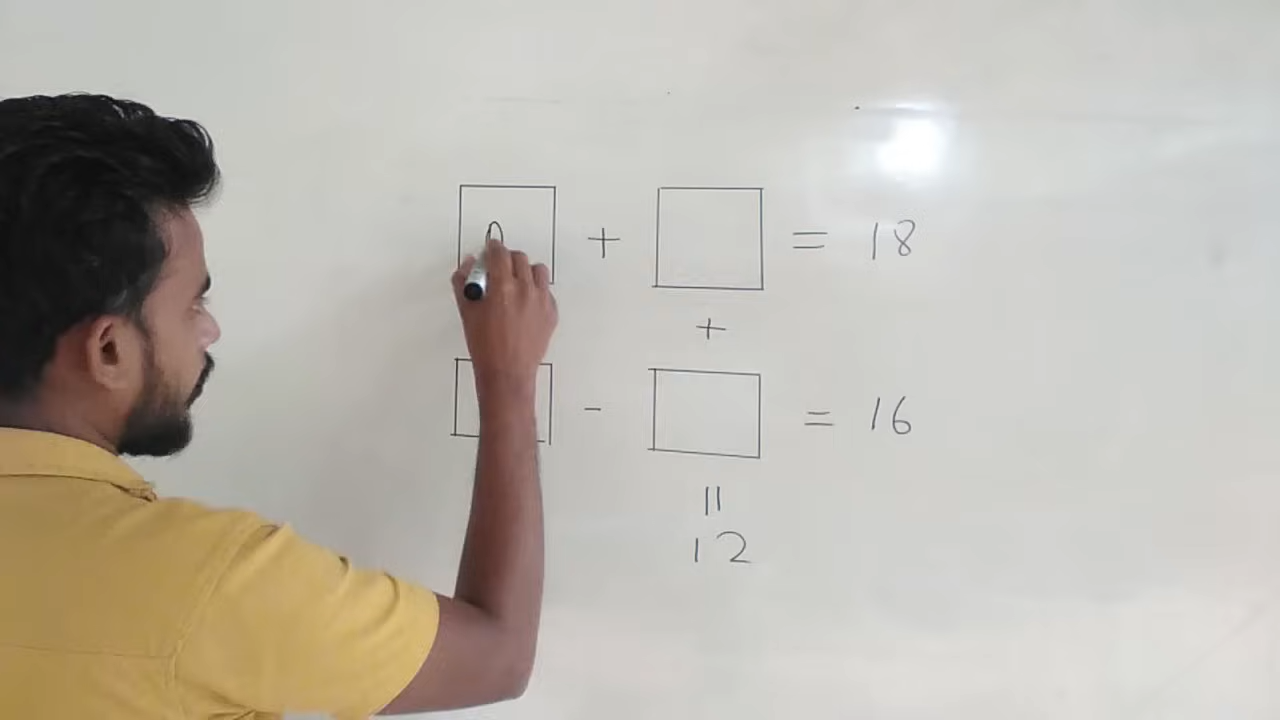 + = 18
+
- = 16
=
12